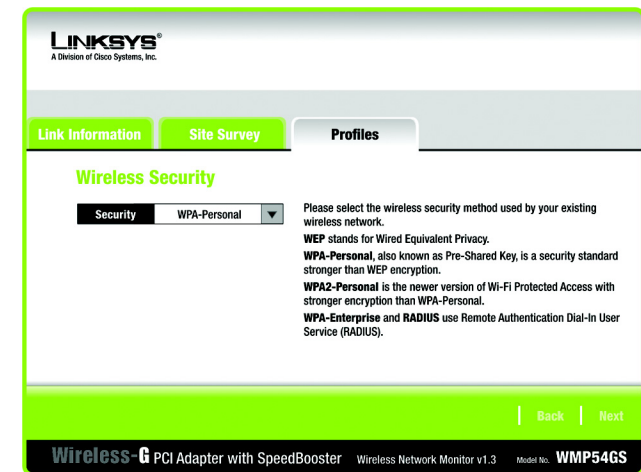 LINKSYS®
A Division of Cisco Systems, Inc.
Link Information
Site Survey
Profiles
Wireless Security
Security
WPA-Personal
Please select the wireless security method used by your existing
wireless network.
WEP stands for Wired Equivalent Privacy.
WPA-Personal, also known as Pre-Shared Key, is a security standard
stronger than WEP encryption.
WPA2-Personal is the newer version of Wi-Fi Protected Access with
stronger encryption than WPA-Personal.
WPA-Enterprise and RADIUS use Remote Authentication Dial-In User
Service (RADIUS).
Back
Next
Wireless-G PCI Adapter with SpeedBooster Wireless Network Monitor v1.3 Model No. WMP54GS